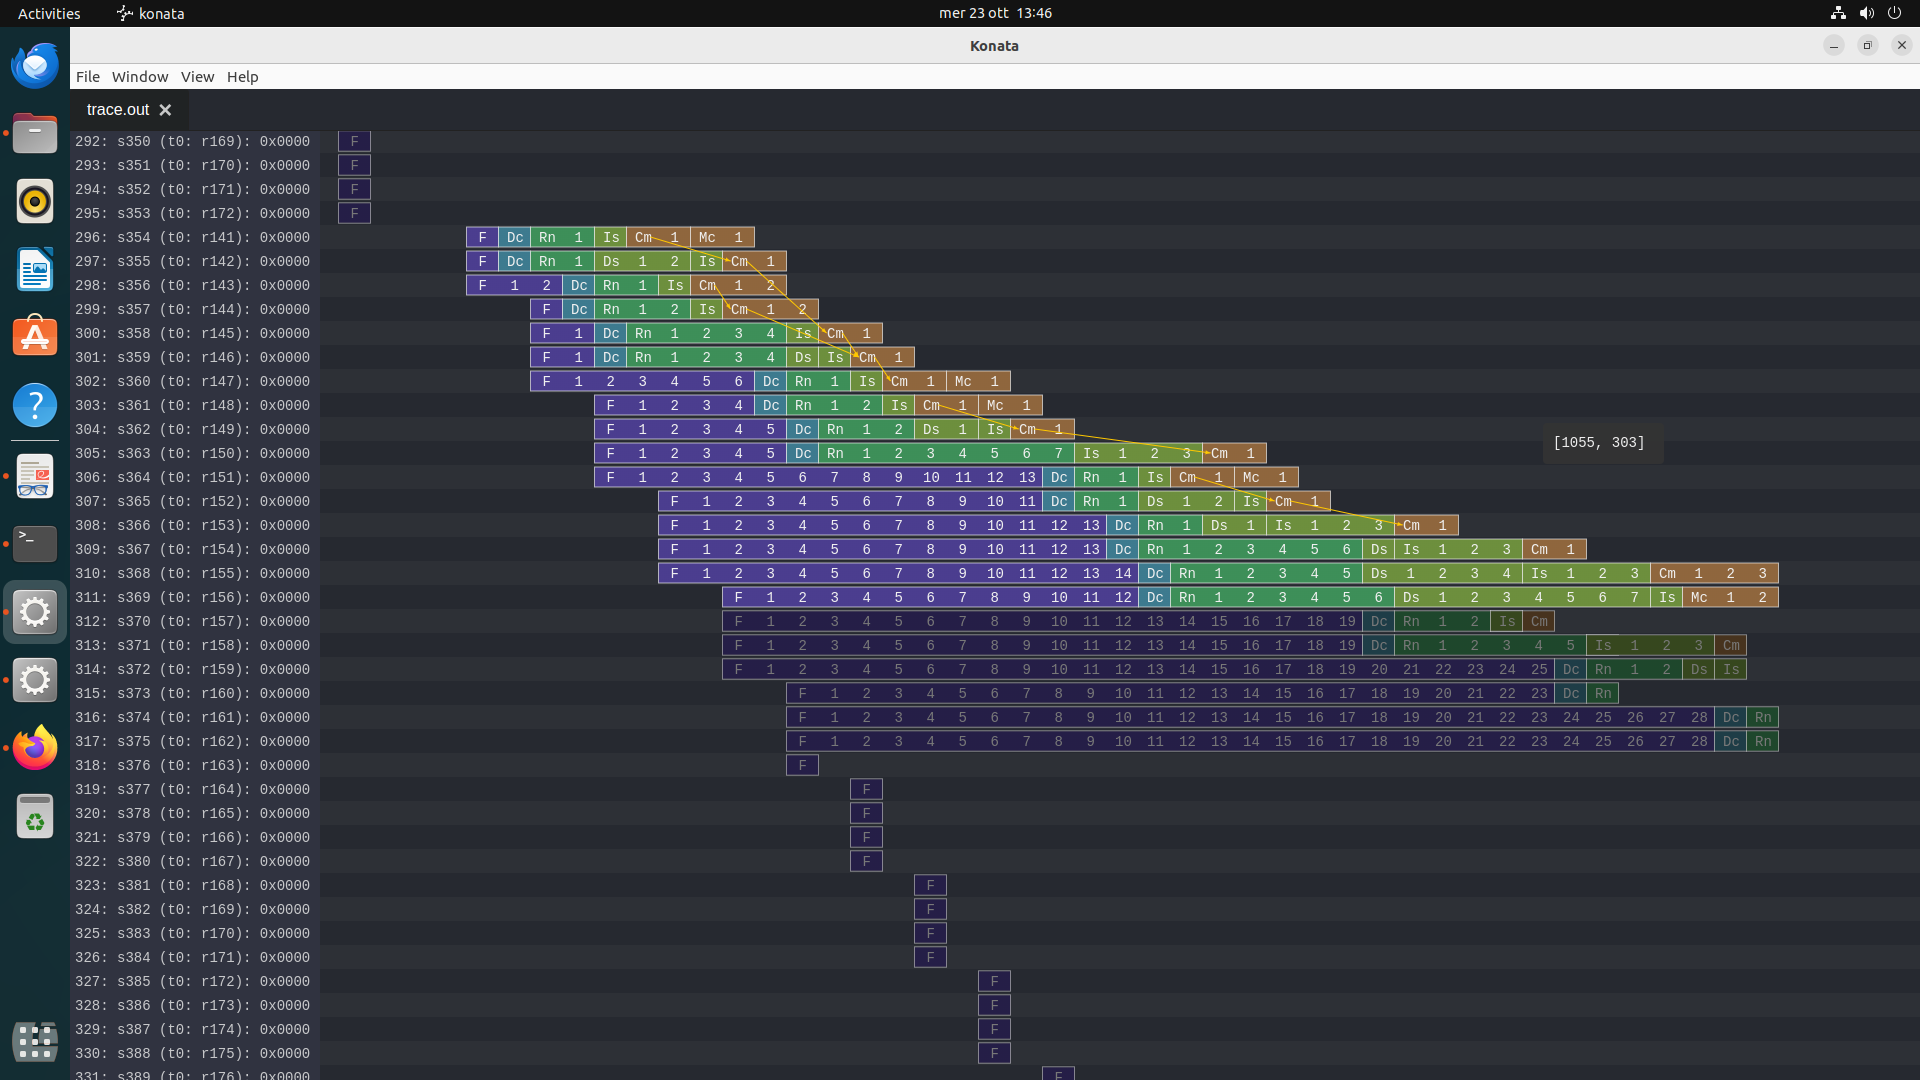 Activities konata mer 23 ott 13:46
Konata
File Window View Help
trace.out
292: s350 (t0: r169): 0x0000 F
293: s351 (t0: r170): 0x0000 F
294: s352 (t0: r171): 0x0000 F
295: s353 (t0: r172): 0x0000 F
296: s354 (t0: r141): 0x0000 F Dc Rn 1 Is Cm 1 Mc 1
297: s355 (t0: r142): 0x0000 F Dc Rn 1 Ds 1 2 Is Cm 1
298: s356 (t0: r143): 0x0000 F 1 2 Dc Rn 1 Is Cm 1 2
299: s357 (t0: r144): 0x0000 F Dc Rn 1 2 Is Cm 1 2
300: s358 (t0: r145): 0x0000 F 1 Dc Rn 1 2 3 4 Is Cm 1
301: s359 (t0: r146): 0x0000 F 1 Dc Rn 1 2 3 4 Ds Is Cm 1
302: s360 (t0: r147): 0x0000 F 1 2 3 4 5 6 Dc Rn 1 Is Cm 1 Mc 1
303: s361 (t0: r148): 0x0000 F 1 2 3 4 Dc Rn 1 2 Is Cm 1 Mc 1
304: s362 (t0: r149): 0x0000 F 1 2 3 4 5 Dc Rn 1 2 Ds 1 Is Cm 1
[1055, 303]
305: s363 (t0: r150): 0x0000 F 1 2 3 4 5 Dc Rn 1 2 3 4 5 6 7 Is 1 2 3 Cm 1
306: s364 (t0: r151): 0x0000 F 1 2 3 4 5 6 7 8 9 10 11 12 13 Dc Rn 1 Is Cm 1 Mc 1
307: s365 (t0: r152): 0x0000 F 1 2 3 4 5 6 7 8 9 10 11 Dc Rn 1 Ds 1 2 Is Cm 1
308: s366 (t0: r153): 0x0000 F 1 2 3 4 5 6 7 8 9 10 11 12 13 Dc Rn 1 Ds 1 Is 1 2 3 Cm 1
309: s367 (t0: r154): 0x0000 F 1 2 3 4 5 6 7 8 9 10 11 12 13 Dc Rn 1 2 3 4 5 6 Ds Is 1 2 3 Cm 1
310: s368 (t0: r155): 0x0000 F 1 2 3 4 5 6 7 8 9 10 11 12 13 14 Dc Rn 1 2 3 4 5 Ds 1 2 3 4 Is 1 2 3 Cm 1 2 3
311: s369 (t0: r156): 0x0000 F 1 2 3 4 5 6 7 8 9 10 11 12 Dc Rn 1 2 3 4 5 6 Ds 1 2 3 4 5 6 7 Is Mc 1 2
312: s370 (t0: r157): 0x0000 F 1 2 3 4 5 6 7 8 9 10 11 12 13 14 15 16 17 18 19 Dc Rn 1 2 Is Cm
313: s371 (t0: r158): 0x0000 F 1 2 3 4 5 6 7 8 9 10 11 12 13 14 15 16 17 18 19 Dc Rn 1 2 3 4 5 Is 1 2 3 Cm
314: s372 (t0: r159): 0x0000 F 1 2 3 4 5 6 7 8 9 10 11 12 13 14 15 16 17 18 19 20 21 22 23 24 25 Dc Rn 1 2 Ds Is
315: s373 (t0: r160): 0x0000 F 1 2 3 4 5 6 7 8 9 10 11 12 13 14 15 16 17 18 19 20 21 22 23 Dc Rn
316: s374 (t0: r161): 0x0000 F 1 2 3 4 5 6 7 8 9 10 11 12 13 14 15 16 17 18 19 20 21 22 23 24 25 26 27 28 Dc Rn
317: s375 (t0: r162): 0x0000 F 1 2 3 4 5 6 7 8 9 10 11 12 13 14 15 16 17 18 19 20 21 22 23 24 25 26 27 28 Dc Rn
318: s376 (t0: r163): 0x0000 F
319: s377 (t0: r164): 0x0000 F
320: s378 (t0: r165): 0x0000 F
321: s379 (t0: r166): 0x0000 F
322: s380 (t0: r167): 0x0000 F
323: s381 (t0: r168): 0x0000 F
324: s382 (t0: r169): 0x0000 F
325: s383 (t0: r170): 0x0000 F
326: s384 (t0: r171): 0x0000 F
327: s385 (t0: r172): 0x0000 F
328: s386 (t0: r173): 0x0000 F
329: s387 (t0: r174): 0x0000 F
330: s388 (t0: r175): 0x0000 F
331: s389 (t0: r176): 0x0000 F